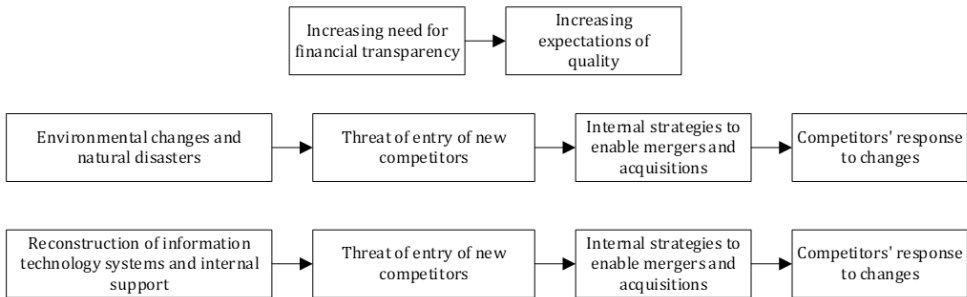 Increasing need for
financial transparency
Increasing
expectations of
quality
Environmental changes and
natural disasters
Threat of entry of new
competitors
Internal strategies to
enable mergers and
acquisitions
Competitors' response
to changes
Reconstruction of information
technology systems and internal
support
Threat of entry of new
competitors
Internal strategies to
enable mergers and
acquisitions
Competitors' response
to changes